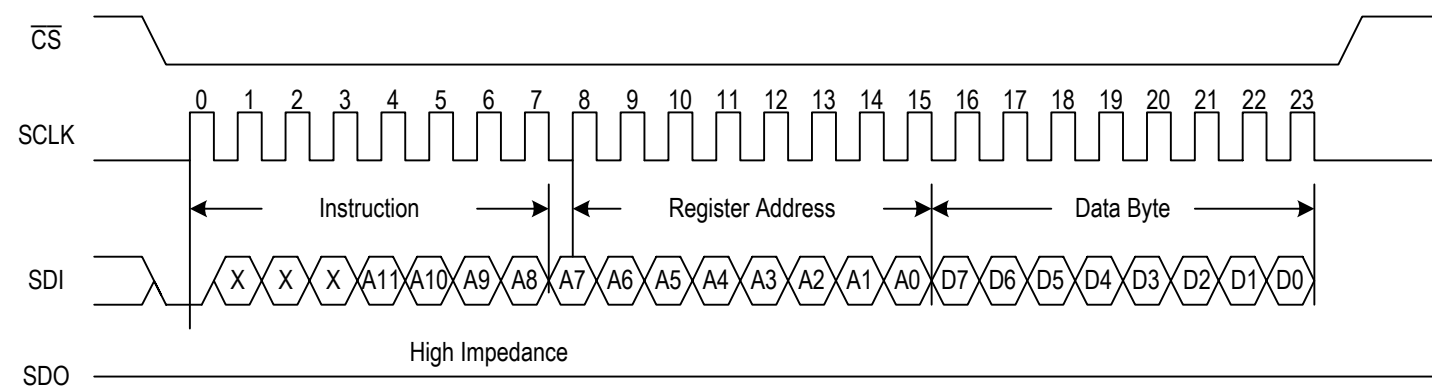 CS
0 1 2 3 4 5 6 7 8 9 10 11 12 13 14 15 16 17 18 19 20 21 22 23
SCLK
Instruction Register Address Data Byte
SDI X X X A11 A10 A9 A8 A7 A6 A5 A4 A3 A2 A1 A0 D7 D6 D5 D4 D3 D2 D1 D0
High Impedance
SDO